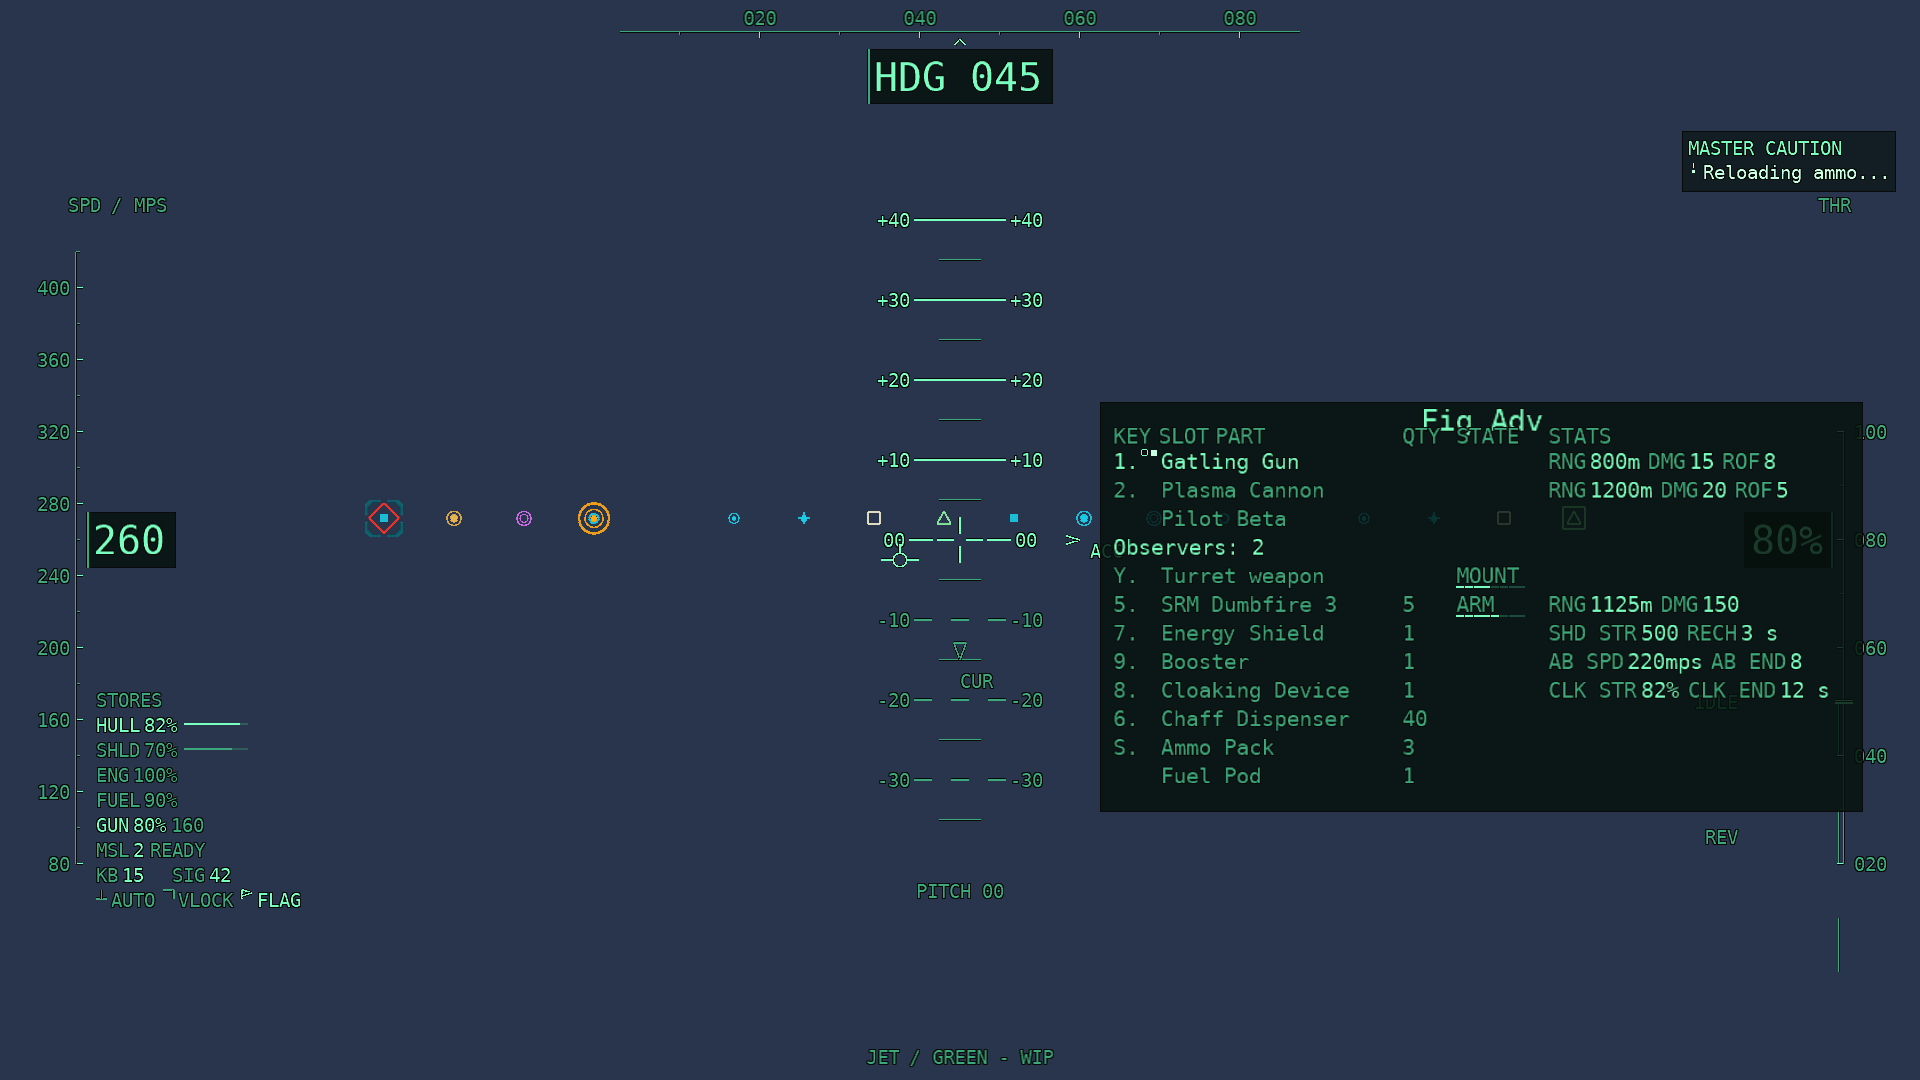 020 040 060 080
HDG 045
MASTER CAUTION
Reloading ammo...
SPD / MPS
THR
400
360
320
280
240
200
160
120
80
260
+40 +40
+30 +30
+20 +20
+10 +10
00 00
-10 -10
-20 -20
-30 -30
CUR
PITCH 00
Fig Adv
KEY SLOT PART QTY STATE STATS
1. Gatling Gun RNG 800m DMG 15 ROF 8
2. Plasma Cannon RNG 1200m DMG 20 ROF 5
Pilot Beta
Observers: 2
Y. Turret weapon MOUNT
5. SRM Dumbfire 3 5 ARM RNG 1125m DMG 150
7. Energy Shield 1 SHD STR 500 RECH 3 s
9. Booster 1 AB SPD 220mps AB END 8
8. Cloaking Device 1 CLK STR 82% CLK END 12 s
6. Chaff Dispenser 40
S. Ammo Pack 3
Fuel Pod 1
100
080
060
040
020
80%
IDLE
REV
STORES
HULL 82%
SHLD 70%
ENG 100%
FUEL 90%
GUN 80% 160
MSL 2 READY
KB 15 SIG 42
AUTO VLOCK FLAG
JET / GREEN - WIP